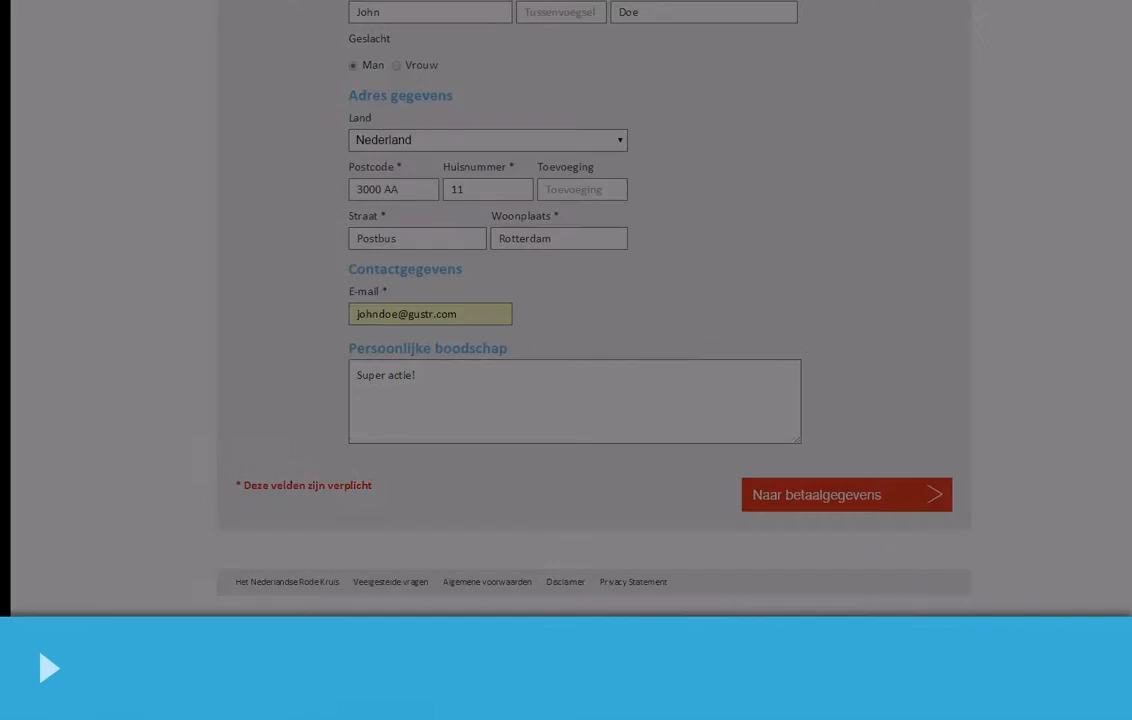 John Tussenvoegsel Doe
Geslacht
Man Vrouw
Adres gegevens
Land
Nederland
Postcode * Huisnummer * Toevoeging
3000 AA 11 Toevoeging
Straat * Woonplaats *
Postbus Rotterdam
Contactgegevens
E-mail *
johndoe@gustr.com
Persoonlijke boodschap
Super actie!
* Deze velden zijn verplicht
Naar betaalgegevens
Het Nederlandse Rode Kruis Veelgestelde vragen Algemene voorwaarden Disclaimer Privacy Statement